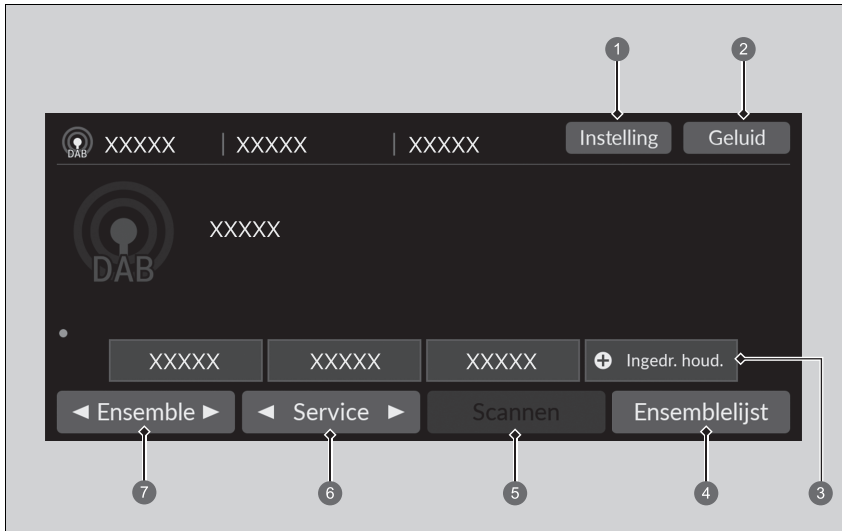 1 2
DAB XXXXX | XXXXX | XXXXX Instelling Geluid
XXXXX
DAB
XXXXX XXXXX XXXXX Ingedr. houd.
◄ Ensemble ► ◄ Service ► Scannen Ensemblelijst
7 6 5 4 3